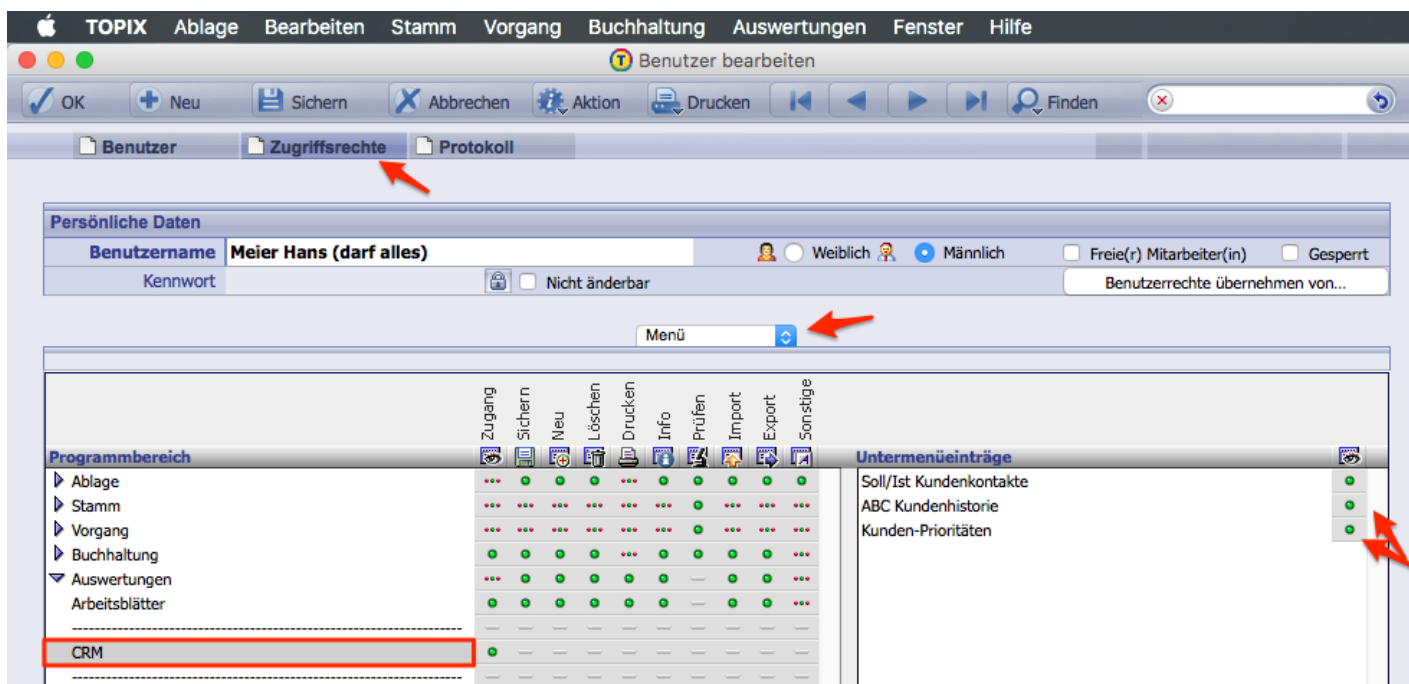 TOPIX Ablage Bearbeiten Stamm Vorgang Buchhaltung Auswertungen Fenster Hilfe
Benutzer bearbeiten
OK Neu Sichern Abbrechen Aktion Drucken Finden
Benutzer Zugriffsrechte Protokoll
Persönliche Daten
Benutzername Meier Hans (darf alles) Weiblich Männlich Freie(r) Mitarbeiter(in) Gesperrt
Kennwort Nicht änderbar Benutzerrechte übernehmen von...
Menü
Zugang Sichern Neu Löschen Drucken Info Prüfen Import Export Sonstige
Programmbereich Untermenüeinträge
Ablage Soll/Ist Kundenkontakte
Stamm ABC Kundenhistorie
Vorgang Kunden-Prioritäten
Buchhaltung
Auswertungen
Arbeitsblätter
CRM